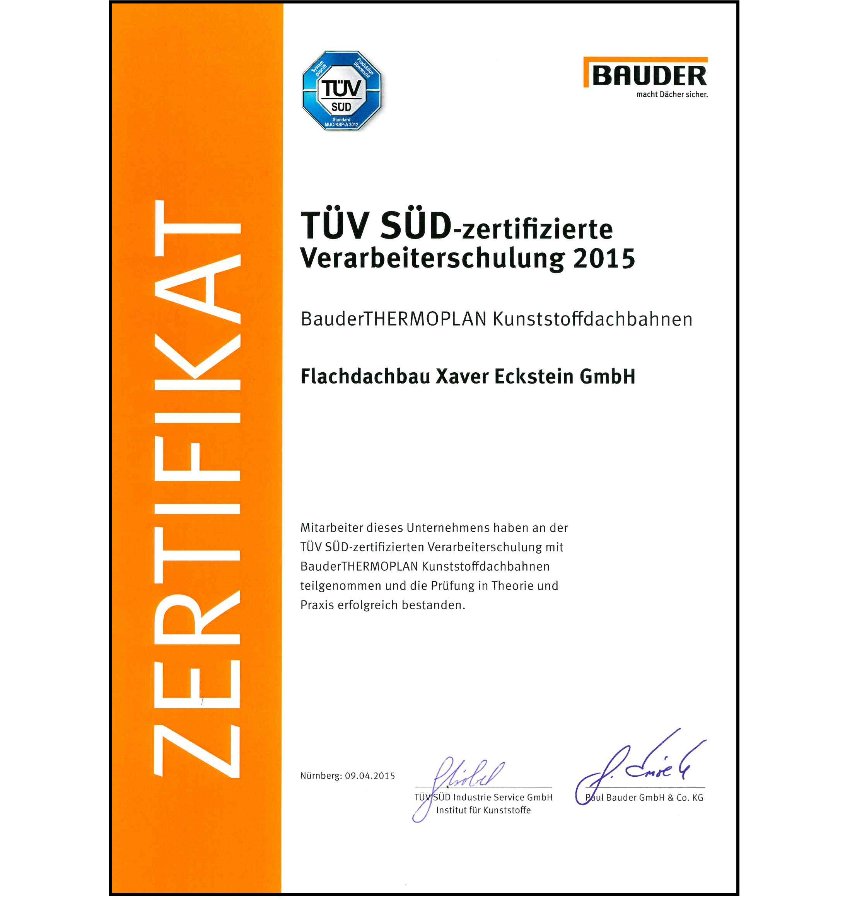 ZERTIFIKAT
TÜV
SÜD
BAUDER
macht Dächer sicher.
TÜV SÜD-zertifizierte
Verarbeiterschulung 2015
BauderTHERMOPLAN Kunststoffdachbahnen
Flachdachbau Xaver Eckstein GmbH
Mitarbeiter dieses Unternehmens haben an der
TÜV SÜD-zertifizierten Verarbeiterschulung mit
BauderTHERMOPLAN Kunststoffdachbahnen
teilgenommen und die Prüfung in Theorie und
Praxis erfolgreich bestanden.
Nürnberg: 09.04.2015
TÜV SÜD Industrie Service GmbH
Institut für Kunststoffe
Paul Bauder GmbH & Co. KG